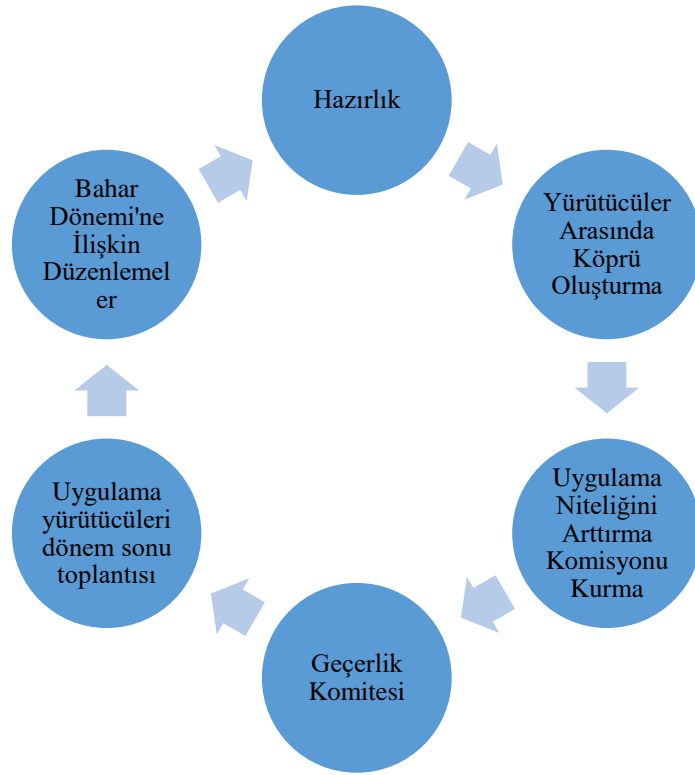 Hazırlık
Yürütücüler
Arasında
Köprü
Oluşturma
Uygulama
Niteliğini
Arttırma
Komisyonu
Kurma
Geçerlik
Komitesi
Uygulama
yürütücüleri
dönem sonu
toplantısı
Bahar
Dönemi'ne
İlişkin
Düzenlemel
er